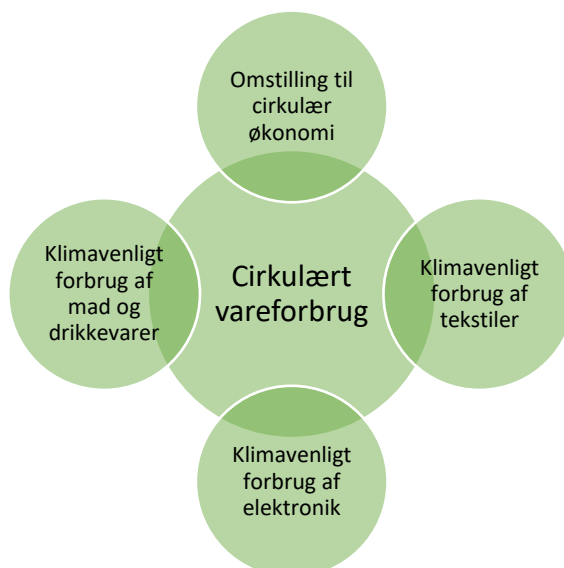 Omstilling til
cirkulær
økonomi
Klimavenligt
forbrug af
mad og
drikkevarer
Cirkulært
vareforbrug
Klimavenligt
forbrug af
tekstiler
Klimavenligt
forbrug af
elektronik